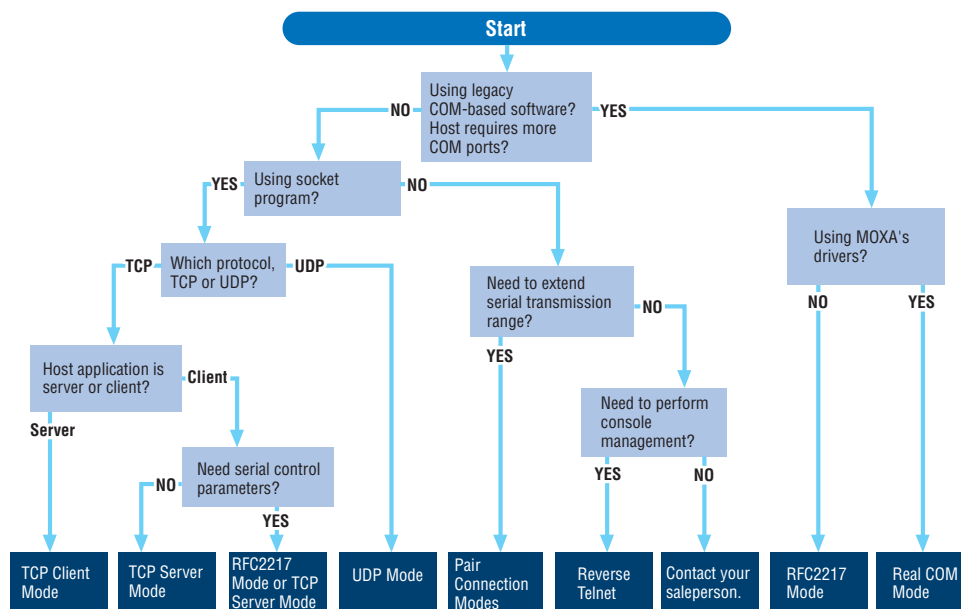 Start
Using legacy
COM-based software?
Host requires more
COM ports?
NO
YES
Using socket
program?
YES
NO
Using MOXA's
drivers?
NO
YES
Which protocol,
TCP or UDP?
TCP
UDP
Need to extend
serial transmission
range?
NO
YES
Host application is
server or client?
Client
Server
Need to perform
console
management?
YES
NO
Need serial control
parameters?
NO
YES
TCP Client
Mode
TCP Server
Mode
RFC2217
Mode or TCP
Server Mode
UDP Mode
Pair
Connection
Modes
Reverse
Telnet
Contact your
saleperson.
RFC2217
Mode
Real COM
Mode